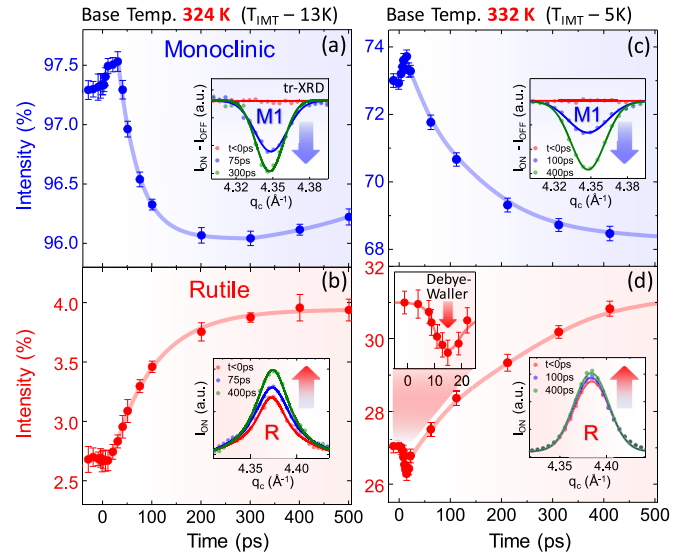 Base Temp. 324 K (T_IMT – 13K)
Base Temp. 332 K (T_IMT – 5K)
Monoclinic
(a)
Intensity (%)
97.5
97.0
96.5
96.0
tr-XRD
M1
I_ON - I_OFF (a.u.)
t<0ps
75ps
300ps
4.32 4.35 4.38
q_c (Å⁻¹)
(c)
74
72
70
68
M1
I_ON - I_OFF (a.u.)
t<0ps
100ps
400ps
4.32 4.35 4.38
q_c (Å⁻¹)
Rutile
(b)
Intensity (%)
4.0
3.5
3.0
2.5
t<0ps
75ps
400ps
R
I_ON (a.u.)
4.36 4.40
q_c (Å⁻¹)
0 100 200 300 400 500
Time (ps)
(d)
32
30
28
26
Debye-
Waller
0 10 20
t<0ps
100ps
400ps
R
I_ON (a.u.)
4.35 4.40
q_c (Å⁻¹)
0 100 200 300 400 500
Time (ps)